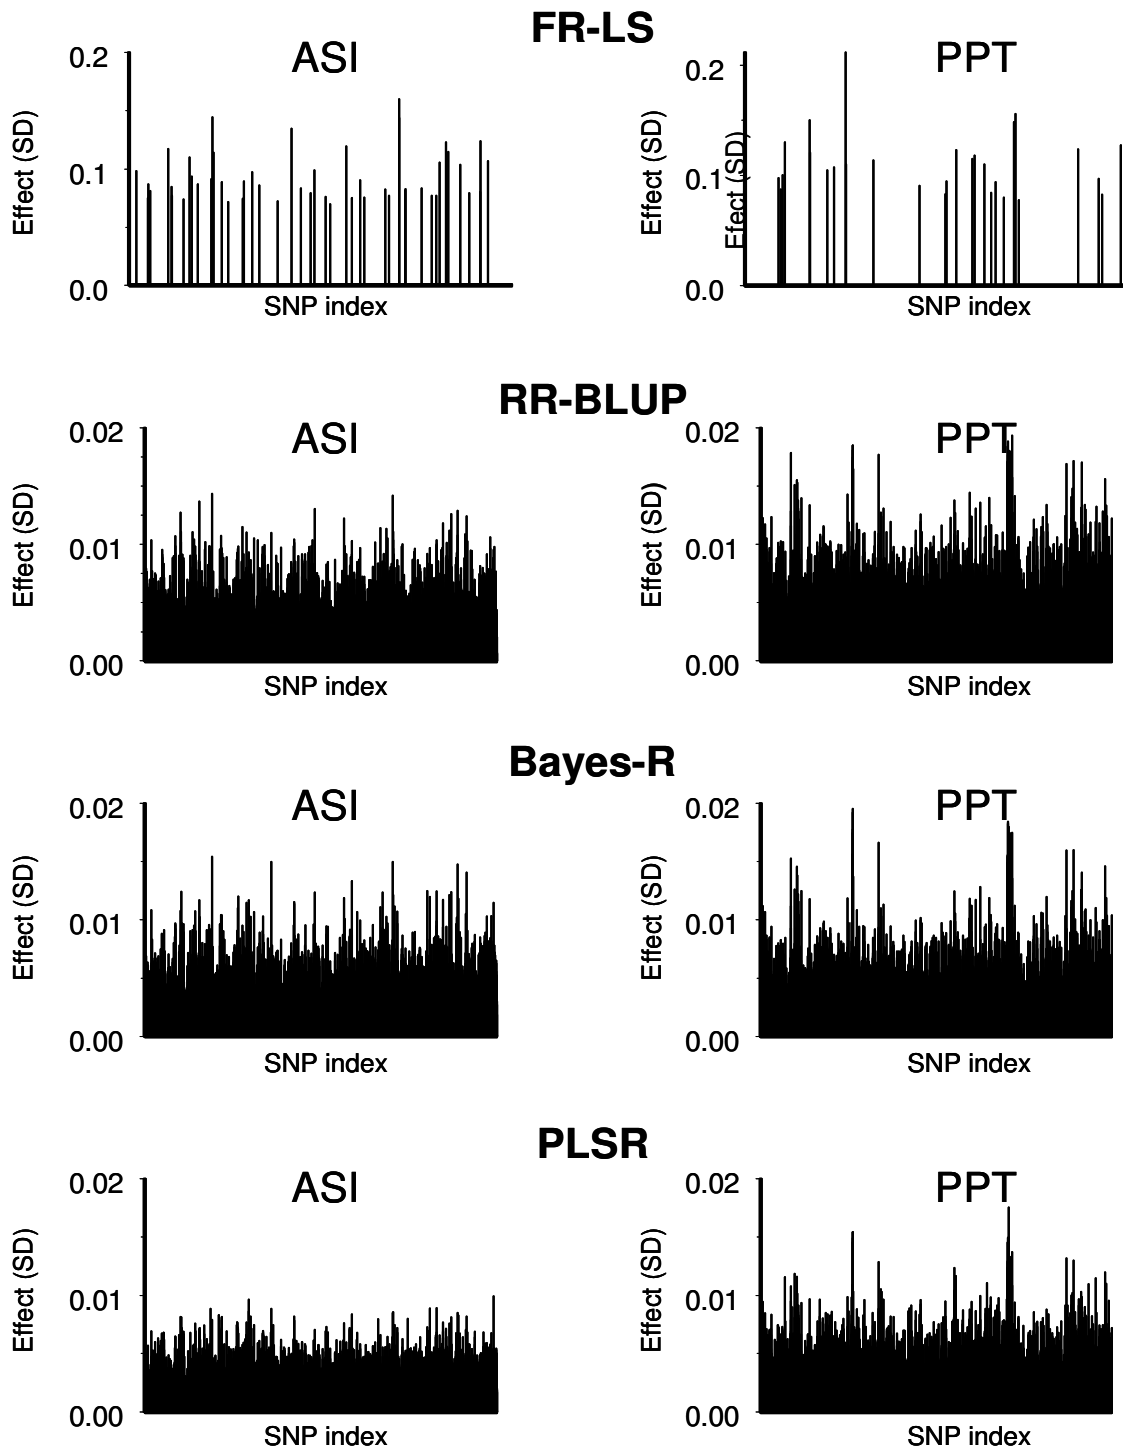 FR-LS
ASI
PPT
0.2
0.1
0.0
Effect (SD)
SNP index
0.2
0.1
0.0
Effect (SD)
Effect (SD)
SNP index
RR-BLUP
ASI
PPT
0.02
0.01
0.00
Effect (SD)
SNP index
0.02
0.01
0.00
Effect (SD)
SNP index
Bayes-R
ASI
PPT
0.02
0.01
0.00
Effect (SD)
SNP index
0.02
0.01
0.00
Effect (SD)
SNP index
PLSR
ASI
PPT
0.02
0.01
0.00
Effect (SD)
SNP index
0.02
0.01
0.00
Effect (SD)
SNP index